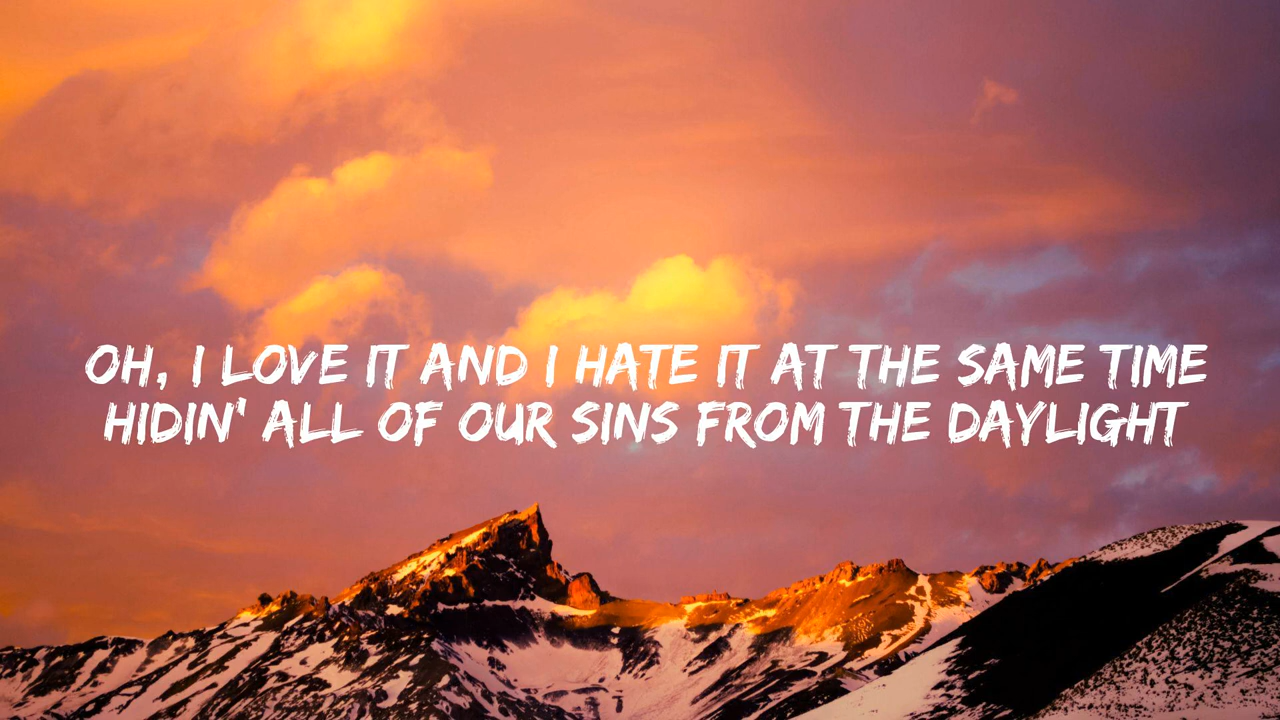 OH, I LOVE IT AND I HATE IT AT THE SAME TIME
HIDIN' ALL OF OUR SINS FROM THE DAYLIGHT